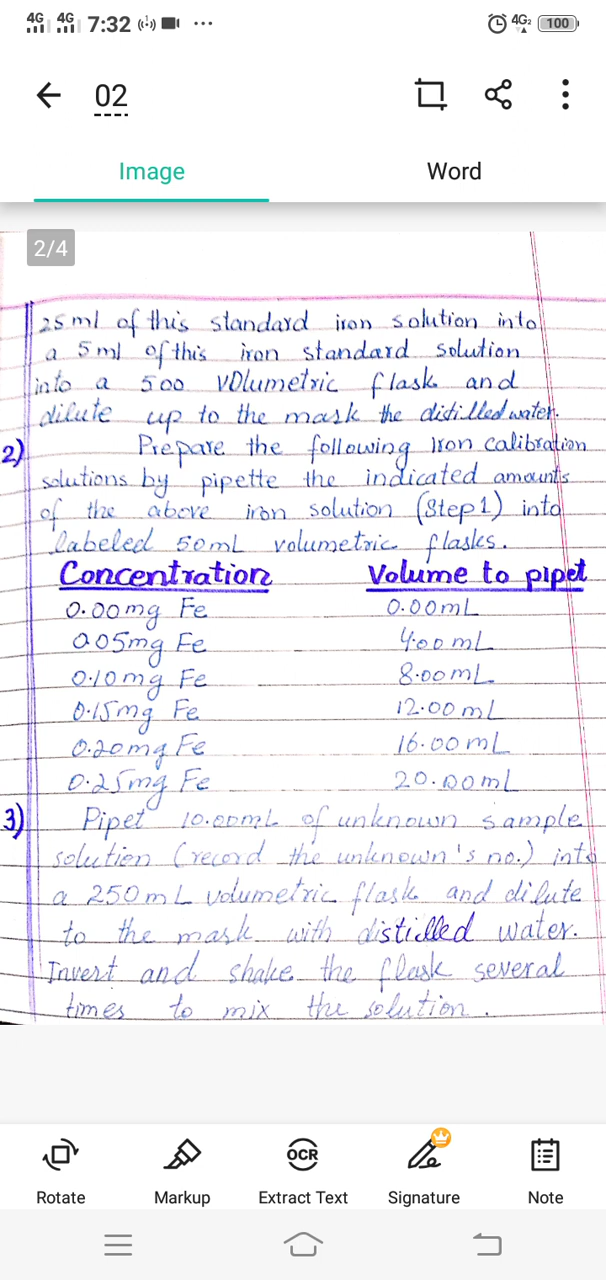 4G 4G 7:32 ... 4G2 100
02
Image Word
2/4
25ml of this standard iron solution into
a 5ml of this iron standard solution
into a 500 volumetric flask and
dilute up to the mask the distilled water.
2) Prepare the following Iron calibration
solutions by pipette the indicated amounts
of the above iron solution (Step 1) into
labeled 50mL volumetric flasks.
Concentration Volume to pipet
0.00mg Fe 0.00mL
005mg Fe 4.00mL
0.10mg Fe 8.00mL
0.15mg Fe 12.00mL
0.20mg Fe 16.00mL
0.25mg Fe 20.00mL
3) Pipet 10.00mL of unknown sample
solution (record the unknown's no.) into
a 250mL volumetric flask and dilute
to the mask with distilled water.
Invert and shake the flask several
times to mix the solution.
OCR
Rotate Markup Extract Text Signature Note